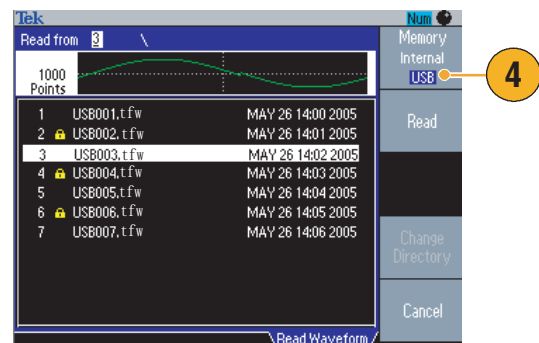 Tek
Num
Read from 3 \
1000
Points
1 USB001.tfw MAY 26 14:00 2005
2 USB002.tfw MAY 26 14:01 2005
3 USB003.tfw MAY 26 14:02 2005
4 USB004.tfw MAY 26 14:03 2005
5 USB005.tfw MAY 26 14:04 2005
6 USB006.tfw MAY 26 14:05 2005
7 USB007.tfw MAY 26 14:06 2005
Read Waveform
Memory
Internal
USB
Read
Change
Directory
Cancel
4